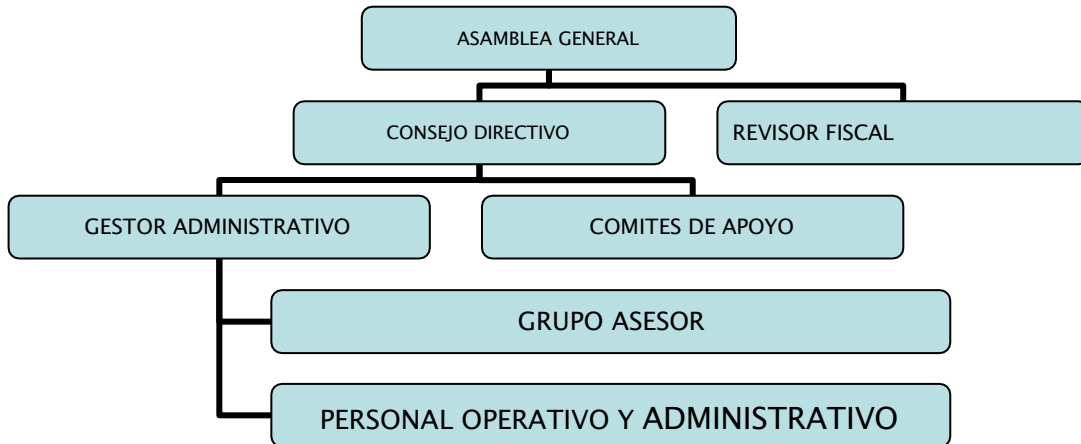 ASAMBLEA GENERAL
CONSEJO DIRECTIVO
REVISOR FISCAL
GESTOR ADMINISTRATIVO
COMITES DE APOYO
GRUPO ASESOR
PERSONAL OPERATIVO Y ADMINISTRATIVO